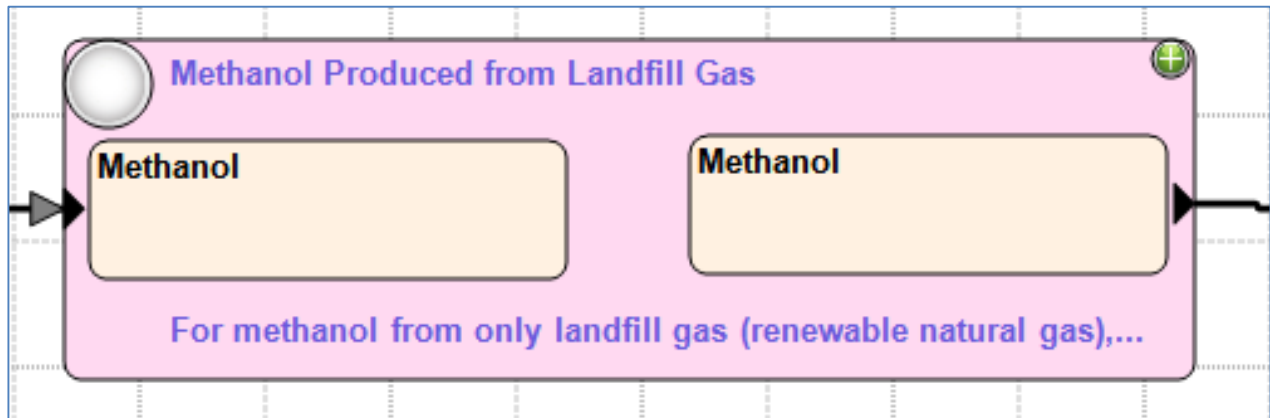 Methanol Produced from Landfill Gas
Methanol
Methanol
For methanol from only landfill gas (renewable natural gas),...